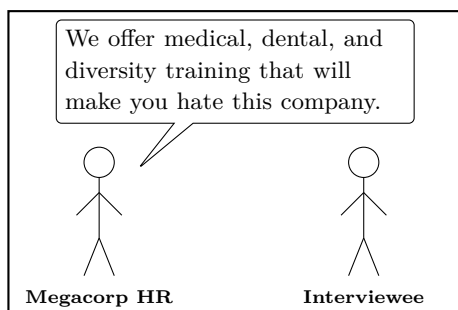 We offer medical, dental, and
diversity training that will
make you hate this company.
Megacorp HR
Interviewee